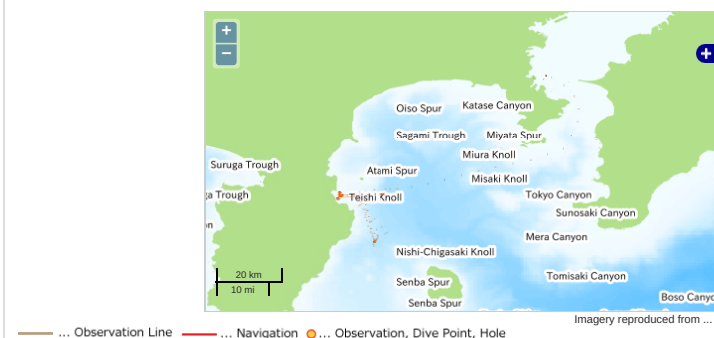 +
−
+
Oiso Spur
Katase Canyon
Sagami Trough
Miyata Spur
Miura Knoll
Suruga Trough
Atami Spur
Misaki Knoll
ga Trough
Teishi Knoll
Tokyo Canyon
Sunosaki Canyon
Mera Canyon
Nishi-Chigasaki Knoll
20 km
10 mi
Senba Spur
Tomisaki Canyon
Senba Spur
Boso Canyo
Imagery reproduced from ...
... Observation Line ... Navigation ... Observation, Dive Point, Hole